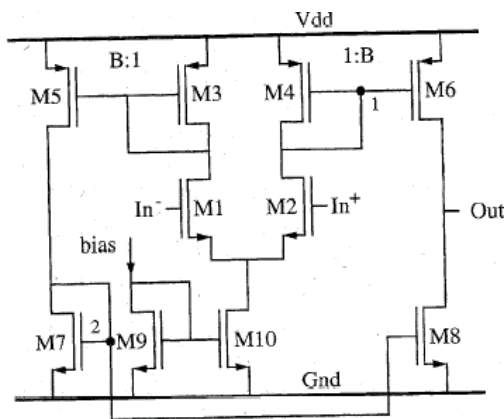 Vdd
B:1
1:B
M5
M3
M4
1
M6
In⁻
M1
M2
In⁺
Out
bias
M7
2
M9
M10
M8
Gnd